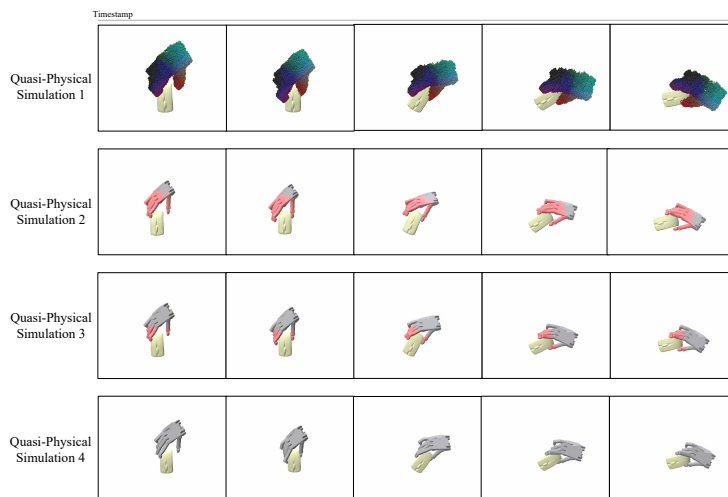 Timestamp
Quasi-Physical
Simulation 1
Quasi-Physical
Simulation 2
Quasi-Physical
Simulation 3
Quasi-Physical
Simulation 4